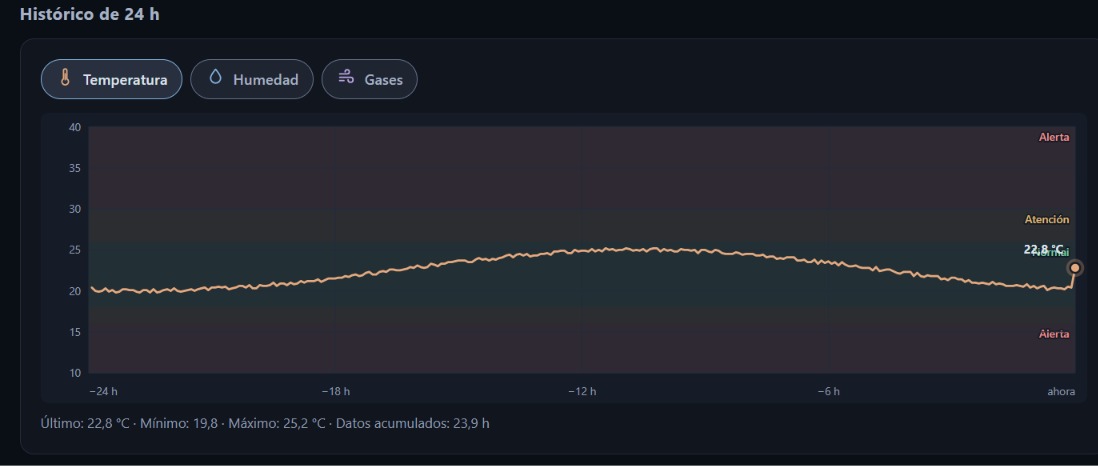 Histórico de 24 h
Temperatura Humedad Gases
40
Alerta
35
30
Atención
25
22,8 °C
Normal
20
15
Alerta
10
−24 h −18 h −12 h −6 h ahora
Último: 22,8 °C · Mínimo: 19,8 · Máximo: 25,2 °C · Datos acumulados: 23,9 h